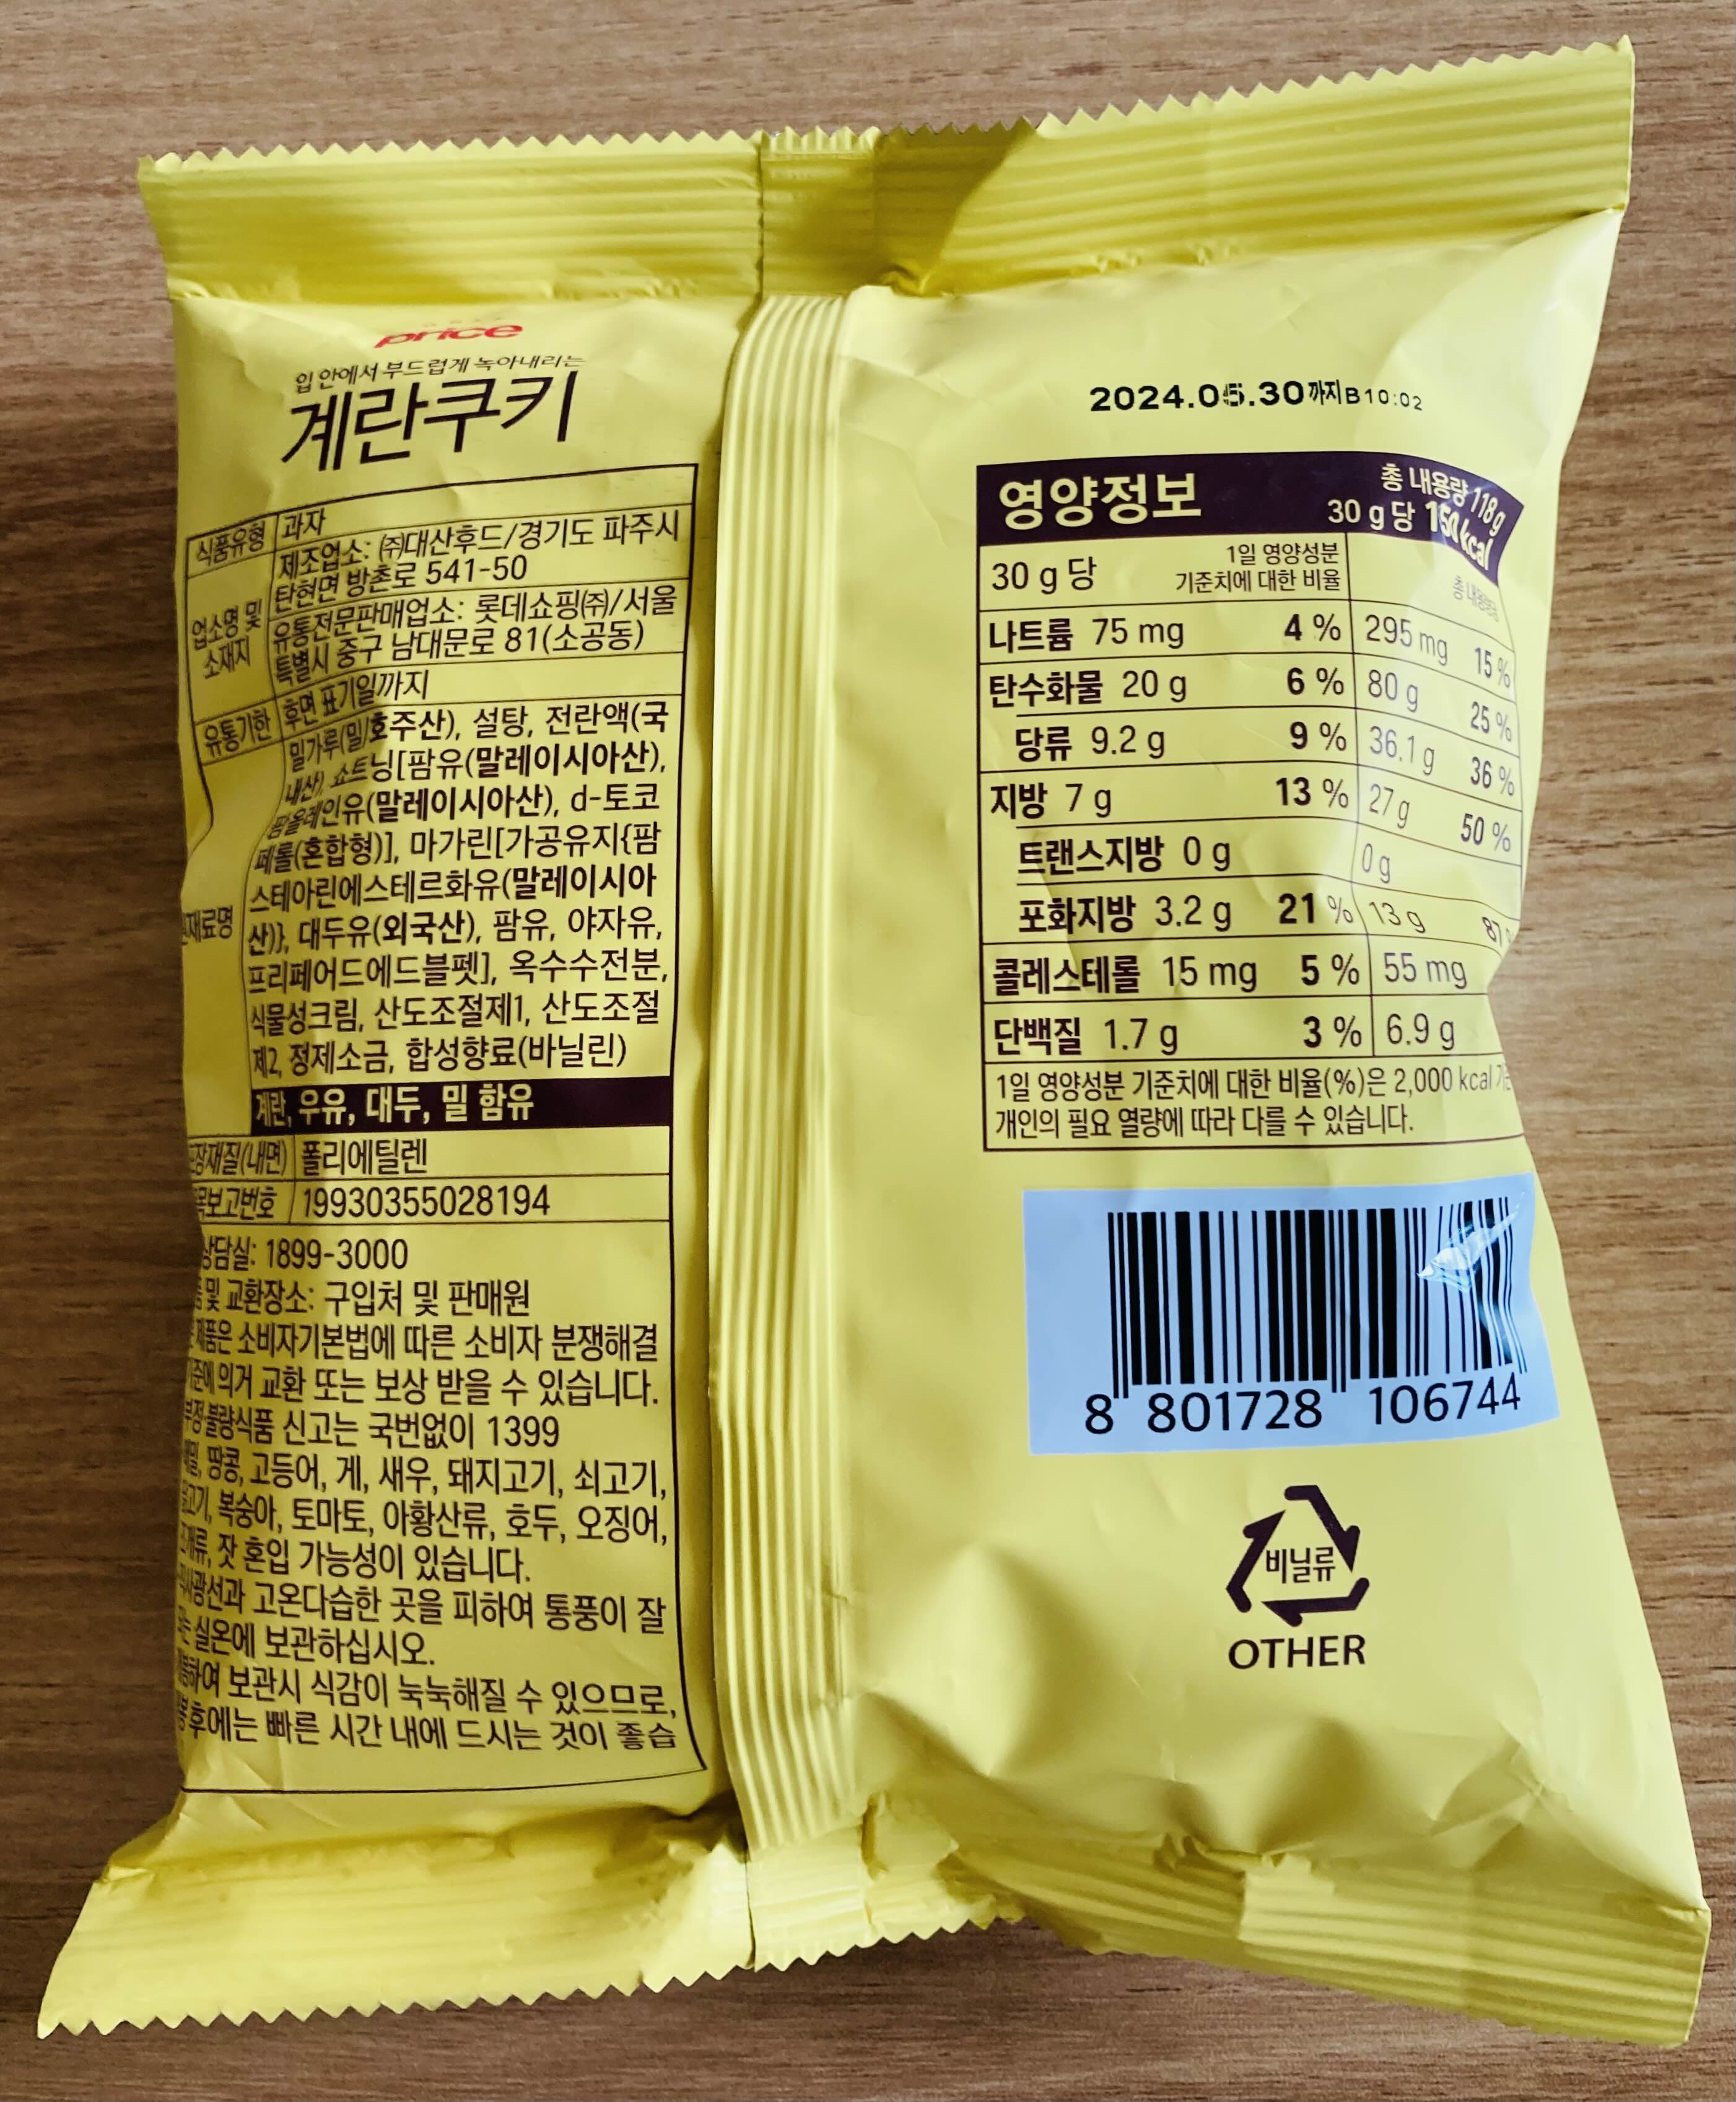 price
입 안에서 부드럽게 녹아내리는
계란쿠키
식품유형 과자
업소명 및 소재지
제조업소: ㈜대산후드/경기도 파주시
탄현면 방촌로 541-50
유통전문판매업소: 롯데쇼핑㈜/서울
특별시 중구 남대문로 81(소공동)
유통기한 후면 표기일까지
밀가루(밀/호주산), 설탕, 전란액(국
내산), 쇼트닝[팜유(말레이시아산),
팜올레인유(말레이시아산), d-토코
페롤(혼합형)], 마가린[가공유지{팜
스테아린에스테르화유(말레이시아
산)}, 대두유(외국산), 팜유, 야자유,
프리페어드에드블펫], 옥수수전분,
식물성크림, 산도조절제1, 산도조절
제2, 정제소금, 합성향료(바닐린)
계란, 우유, 대두, 밀 함유
폴리에틸렌
19930355028194
상담실: 1899-3000
및 교환장소: 구입처 및 판매원
제품은 소비자기본법에 따른 소비자 분쟁해결
의거 교환 또는 보상 받을 수 있습니다.
불량식품 신고는 국번없이 1399
땅콩, 고등어, 게, 새우, 돼지고기, 쇠고기,
복숭아, 토마토, 아황산류, 호두, 오징어,
잣 혼입 가능성이 있습니다.
고온다습한 곳을 피하여 통풍이 잘
실온에 보관하십시오.
보관시 식감이 눅눅해질 수 있으므로,
후에는 빠른 시간 내에 드시는 것이 좋습
2024.05.30까지B10:02
영양정보
총 내용량 118g
30 g당 150 kcal
30 g당 1일 영양성분 기준치에 대한 비율
나트륨 75 mg 4 % 295 mg 15 %
탄수화물 20 g 6 % 80 g 25 %
당류 9.2 g 9 % 36.1 g 36 %
지방 7 g 13 % 27 g 50 %
트랜스지방 0 g 0 g
포화지방 3.2 g 21 % 13 g 87
콜레스테롤 15 mg 5 % 55 mg
단백질 1.7 g 3 % 6.9 g
1일 영양성분 기준치에 대한 비율(%)은 2,000 kcal
개인의 필요 열량에 따라 다를 수 있습니다.
8 801728 106744
비닐류
OTHER